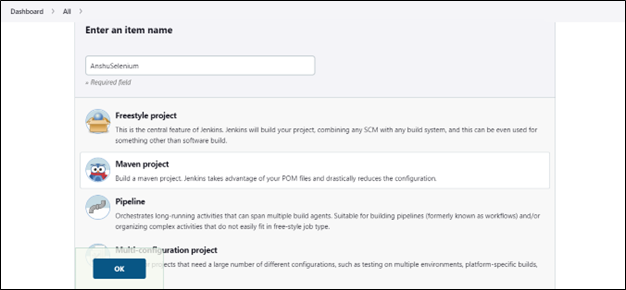 Dashboard > All >
Enter an item name
AnshuSelenium
» Required field
Freestyle project
This is the central feature of Jenkins. Jenkins will build your project, combining any SCM with any build system, and this can be even used for
something other than software build.
Maven project
Build a maven project. Jenkins takes advantage of your POM files and drastically reduces the configuration.
Pipeline
Orchestrates long-running activities that can span multiple build agents. Suitable for building pipelines (formerly known as workflows) and/or
organizing complex activities that do not easily fit in free-style job type.
Multi-configuration project
projects that need a large number of different configurations, such as testing on multiple environments, platform-specific builds,
OK